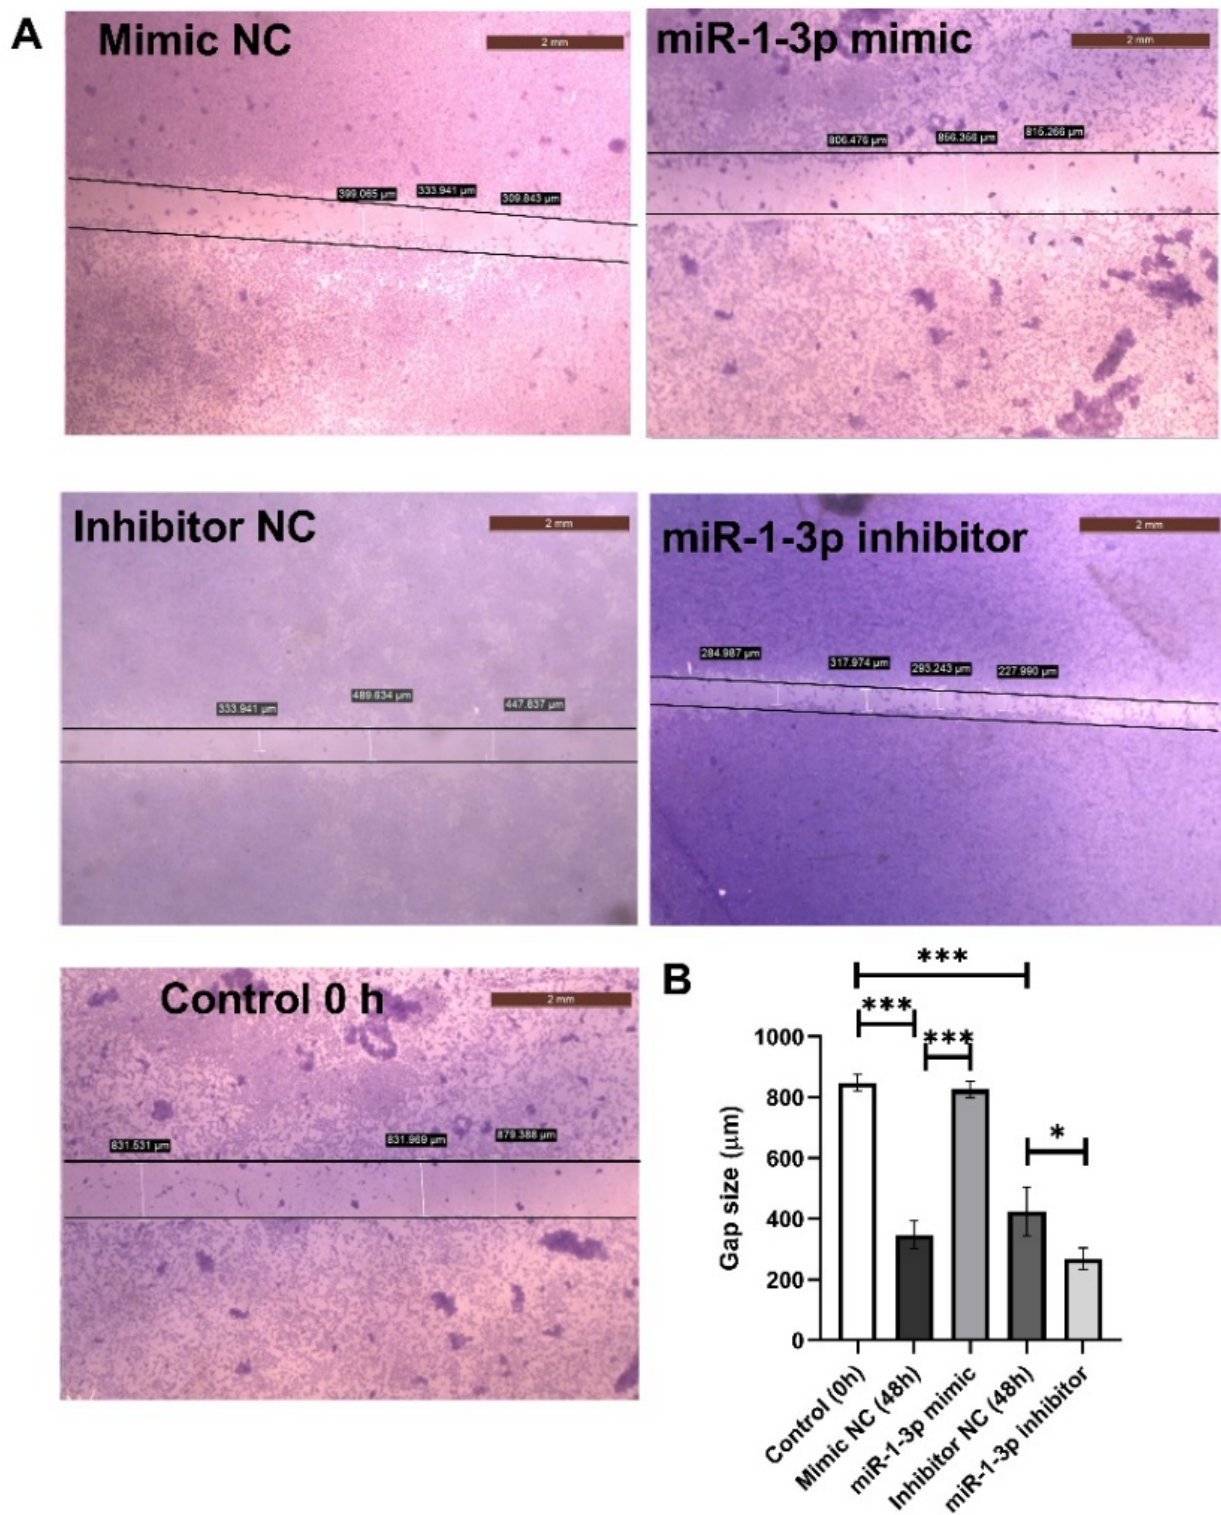 A
Mimic NC
2 mm
399.065 µm
333.941 µm
309.843 µm
miR-1-3p mimic
2 mm
806.476 µm
856.356 µm
815.266 µm
Inhibitor NC
2 mm
333.941 µm
489.634 µm
447.837 µm
miR-1-3p inhibitor
2 mm
284.987 µm
317.974 µm
293.243 µm
227.990 µm
Control 0 h
2 mm
831.531 µm
831.969 µm
879.388 µm
B
***
***
***
*
1000
800
600
400
200
0
Gap size (µm)
Control (0h)
Mimic NC (48h)
miR-1-3p mimic
Inhibitor NC (48h)
miR-1-3p inhibitor